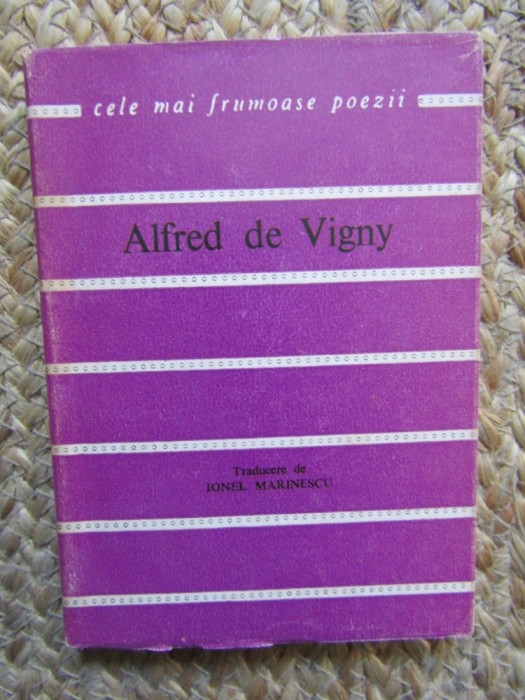 cele mai frumoase poezii
Alfred de Vigny
Traducere de
IONEL MARINESCU